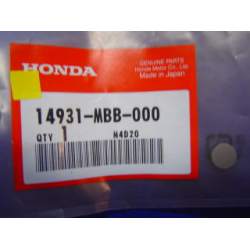 HONDA
GENUINE PARTS
Honda Motor Co., Ltd.
Made in Japan
14931-MBB-000
QTY 1 N4D20